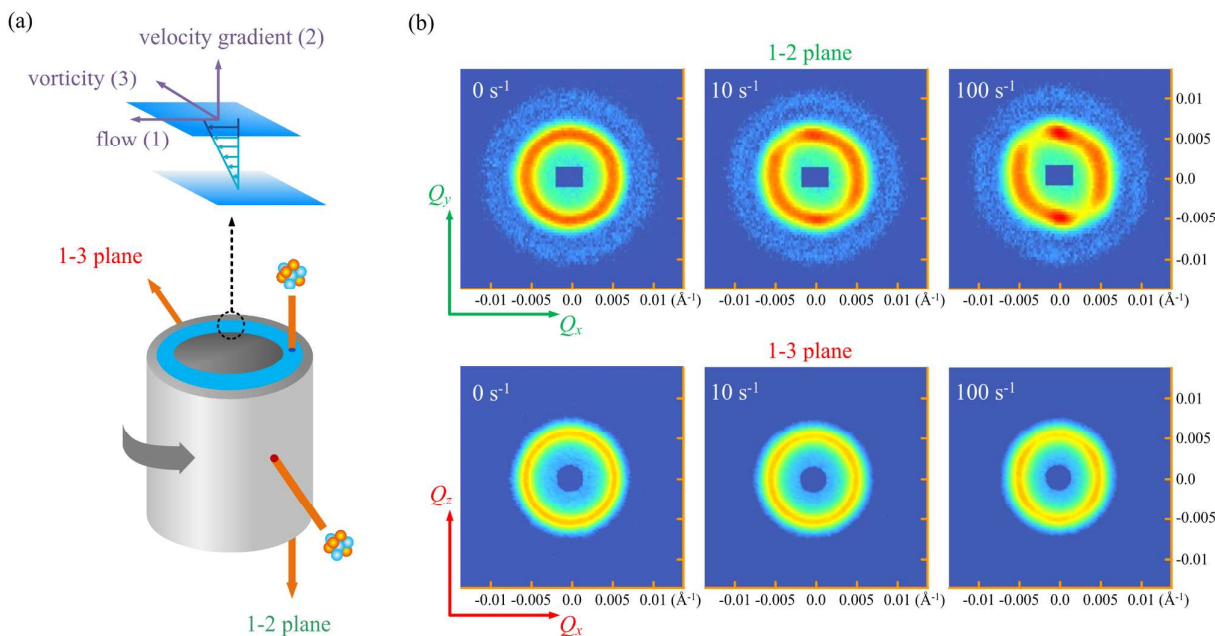 (a)
velocity gradient (2)
vorticity (3)
flow (1)
1-3 plane
1-2 plane
(b)
1-2 plane
0 s⁻¹
10 s⁻¹
100 s⁻¹
0.01
0.005
0.0
-0.005
-0.01
Qy
-0.01 -0.005 0.0 0.005 0.01 (Å⁻¹)
-0.01 -0.005 0.0 0.005 0.01 (Å⁻¹)
-0.01 -0.005 0.0 0.005 0.01 (Å⁻¹)
Qx
1-3 plane
0 s⁻¹
10 s⁻¹
100 s⁻¹
0.01
0.005
0.0
-0.005
-0.01
Qz
-0.01 -0.005 0.0 0.005 0.01 (Å⁻¹)
-0.01 -0.005 0.0 0.005 0.01 (Å⁻¹)
-0.01 -0.005 0.0 0.005 0.01 (Å⁻¹)
Qx